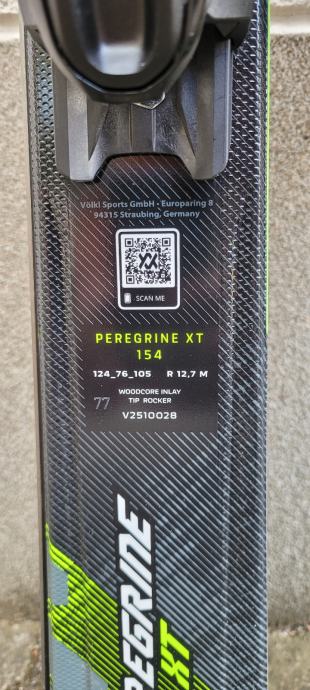 Völkl Sports GmbH • Europaring 8
94315 Straubing, Germany
SCAN ME
PEREGRINE XT
154
124_76_105 R 12,7 M
WOODCORE INLAY
77 TIP ROCKER
V2510028
PEREGRINE
XT